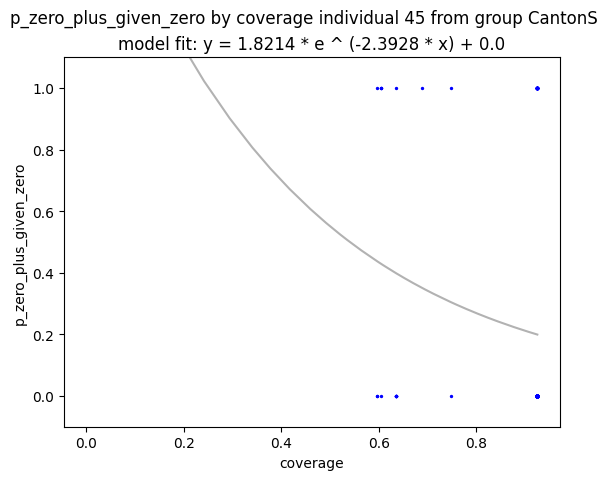 p_zero_plus_given_zero by coverage individual 45 from group CantonS
model fit: y = 1.8214 * e ^ (-2.3928 * x) + 0.0
1.0
0.8
0.6
0.4
0.2
0.0
p_zero_plus_given_zero
0.0 0.2 0.4 0.6 0.8
coverage